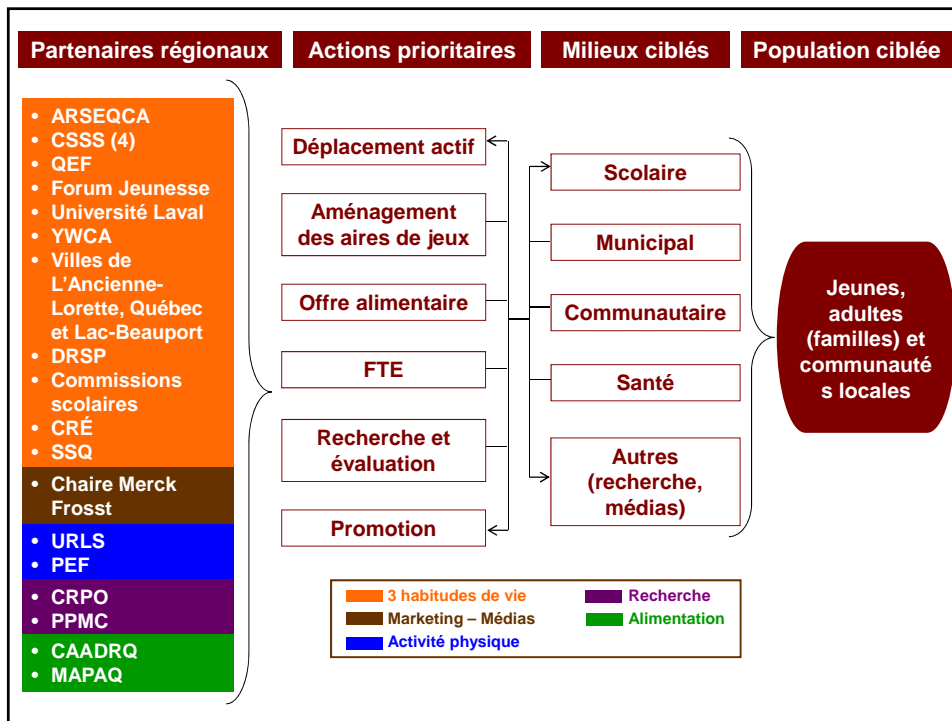 Partenaires régionaux
Actions prioritaires
Milieux ciblés
Population ciblée
• ARSEQCA
• CSSS (4)
• QEF
• Forum Jeunesse
• Université Laval
• YWCA
• Villes de
L’Ancienne-
Lorette, Québec
et Lac-Beauport
• DRSP
• Commissions
scolaires
• CRÉ
• SSQ
• Chaire Merck
Frosst
• URLS
• PEF
• CRPO
• PPMC
• CAADRQ
• MAPAQ
Déplacement actif
Aménagement
des aires de jeux
Offre alimentaire
FTE
Recherche et
évaluation
Promotion
Scolaire
Municipal
Communautaire
Santé
Autres
(recherche,
médias)
Jeunes,
adultes
(familles) et
communauté
s locales
3 habitudes de vie
Marketing – Médias
Activité physique
Recherche
Alimentation